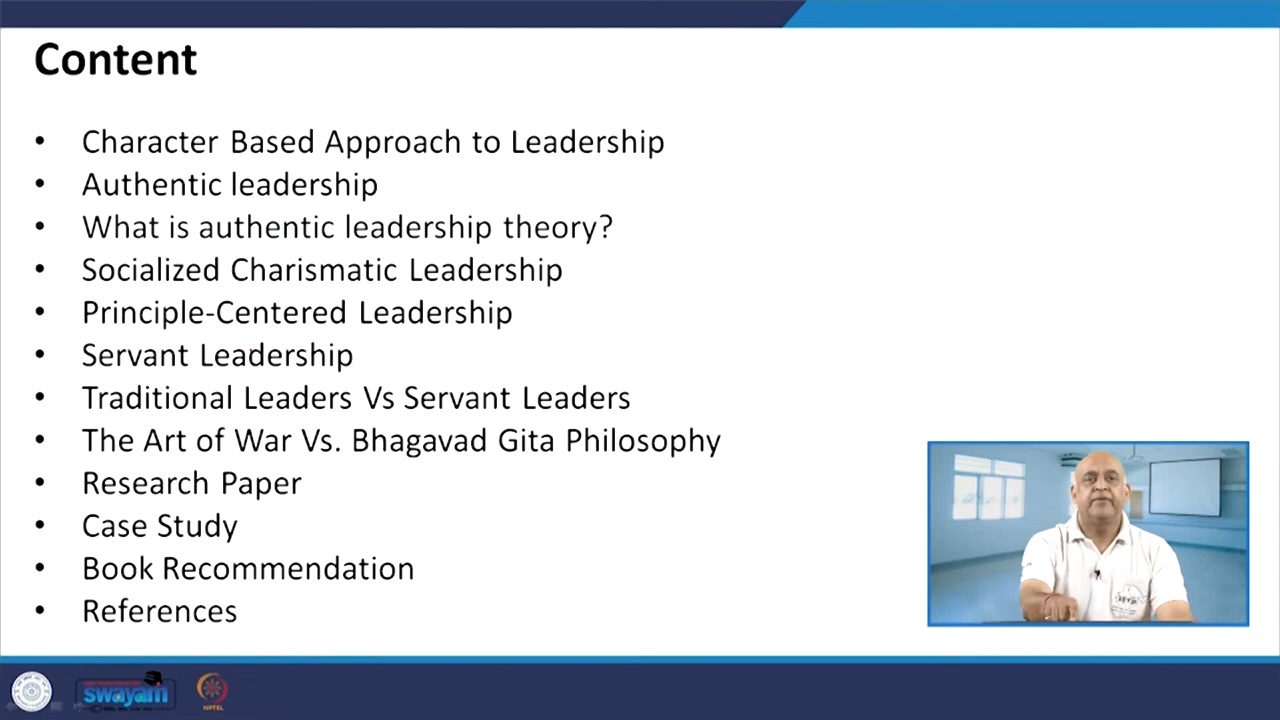 Content
• Character Based Approach to Leadership
• Authentic leadership
• What is authentic leadership theory?
• Socialized Charismatic Leadership
• Principle-Centered Leadership
• Servant Leadership
• Traditional Leaders Vs Servant Leaders
• The Art of War Vs. Bhagavad Gita Philosophy
• Research Paper
• Case Study
• Book Recommendation
• References
swayam
NPTEL